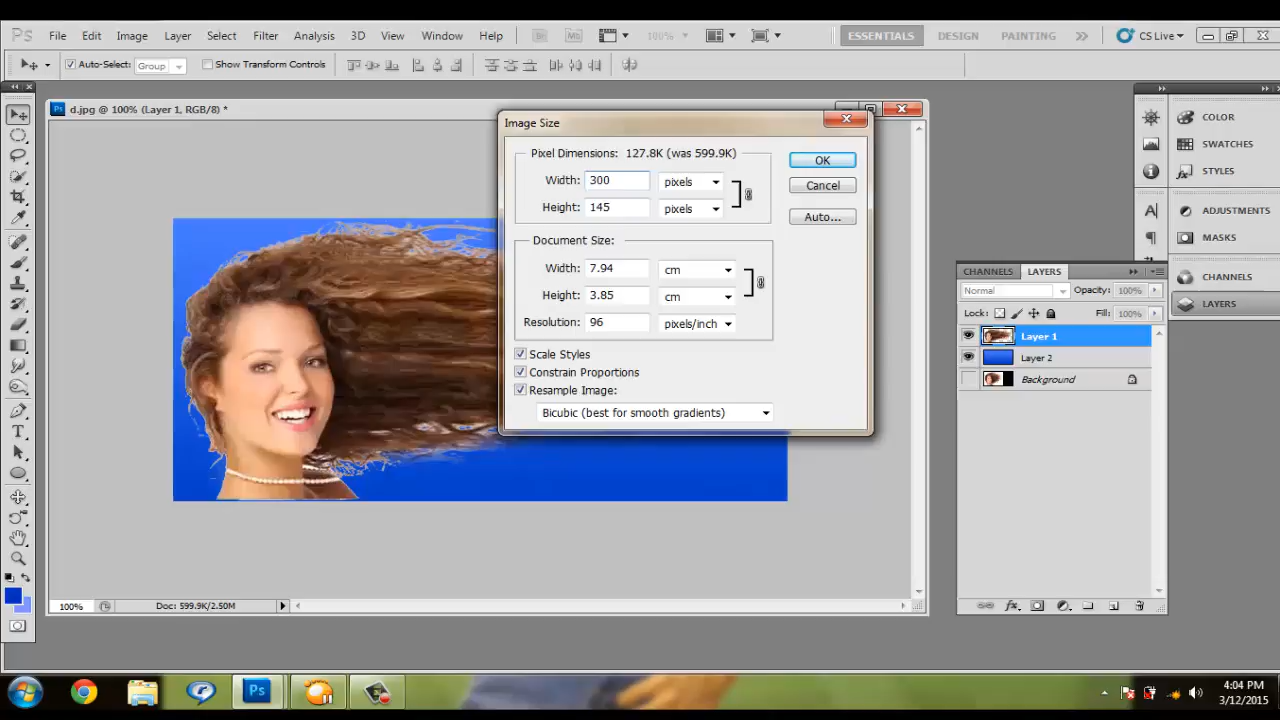 Ps File Edit Image Layer Select Filter Analysis 3D View Window Help Br Mb 100% ESSENTIALS DESIGN PAINTING CS Live
Auto-Select: Group Show Transform Controls
Ps d.jpg @ 100% (Layer 1, RGB/8) *
Image Size
Pixel Dimensions: 127.8K (was 599.9K)
Width: 300 pixels
Height: 145 pixels
OK
Cancel
Auto...
Document Size:
Width: 7.94 cm
Height: 3.85 cm
Resolution: 96 pixels/inch
Scale Styles
Constrain Proportions
Resample Image:
Bicubic (best for smooth gradients)
COLOR
SWATCHES
STYLES
ADJUSTMENTS
MASKS
CHANNELS
LAYERS
CHANNELS LAYERS
Normal Opacity: 100%
Lock: Fill: 100%
Layer 1
Layer 2
Background
100% Doc: 599.9K/2.50M
Ps
4:04 PM
3/12/2015